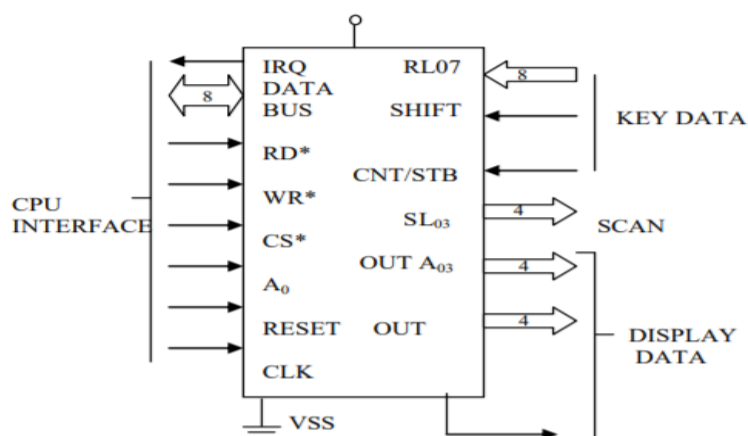 IRQ
RL07
DATA
8
8
BUS
SHIFT
KEY DATA
RD*
CNT/STB
CPU
INTERFACE
WR*
SL03
4
SCAN
CS*
OUT A03
4
A0
RESET
OUT
4
DISPLAY
DATA
CLK
VSS